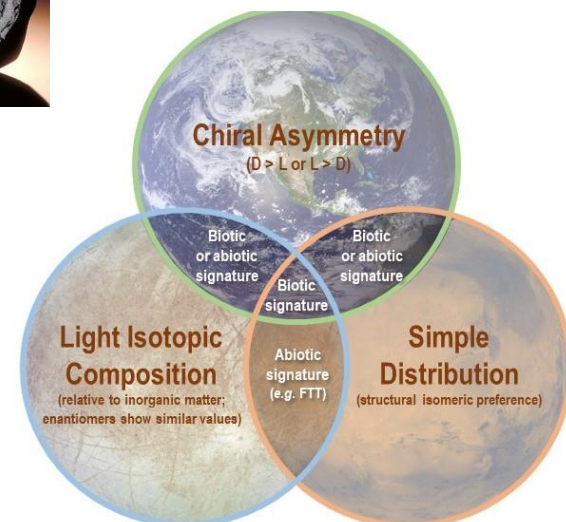 Chiral Asymmetry
(D > L or L > D)
Biotic
or abiotic
signature
Biotic
or abiotic
signature
Biotic
signature
Light Isotopic
Composition
(relative to inorganic matter;
enantiomers show similar values)
Abiotic
signature
(e.g. FTT)
Simple
Distribution
(structural isomeric preference)